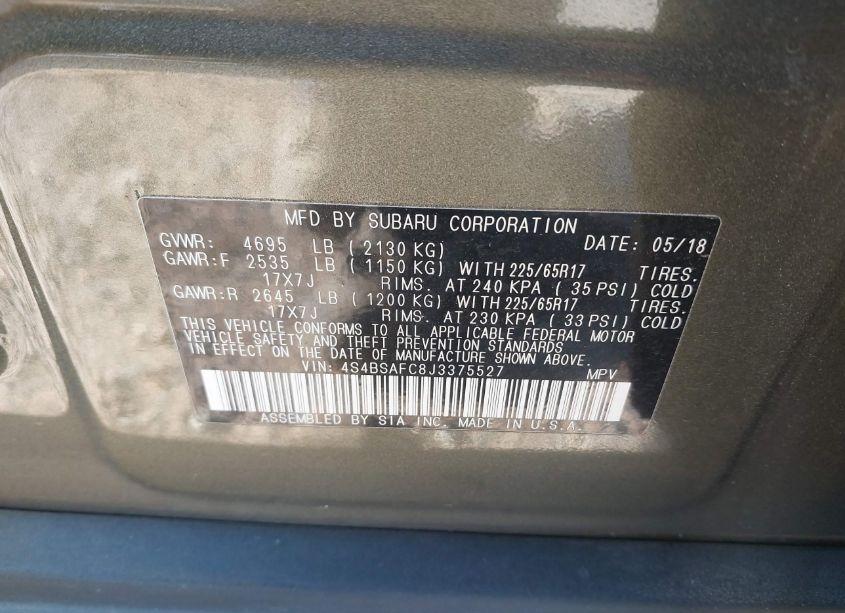 MFD BY SUBARU CORPORATION
GVWR: 4695 LB ( 2130 KG) DATE: 05/18
GAWR:F 2535 LB ( 1150 KG) WITH 225/65R17 TIRES.
17X7J RIMS. AT 240 KPA ( 35 PSI) COLD
GAWR:R 2645 LB ( 1200 KG) WITH 225/65R17 TIRES.
17X7J RIMS. AT 230 KPA ( 33 PSI) COLD
THIS VEHICLE CONFORMS TO ALL APPLICABLE FEDERAL MOTOR
VEHICLE SAFETY AND THEFT PREVENTION STANDARDS
IN EFFECT ON THE DATE OF MANUFACTURE SHOWN ABOVE.
VIN: 4S4BSAFC8J3375527 MPV
ASSEMBLED BY SIA INC. MADE IN U.S.A.